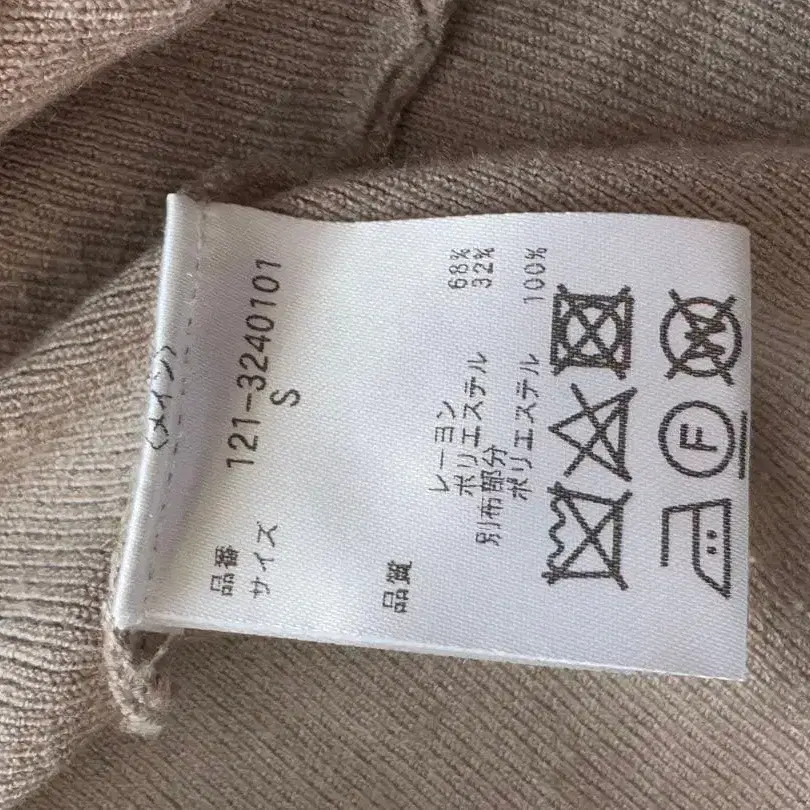 (メイン)
品番 121-3240101
サイズ S
品質
レーヨン 68%
ポリエステル 32%
別布部分
ポリエステル 100%
W
F